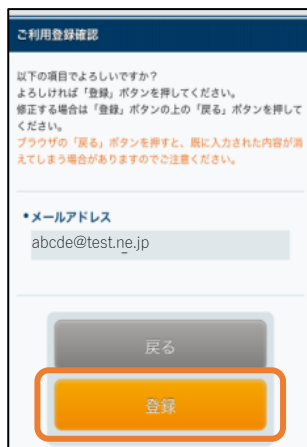 ご利用登録確認
以下の項目でよろしいですか？
よろしければ「登録」ボタンを押してください。
修正する場合は「登録」ボタンの上の「戻る」ボタンを押して
ください。
ブラウザの「戻る」ボタンを押すと、既に入力された内容が消
えてしまう場合がありますのでご注意ください。
•メールアドレス
abcde@test.ne.jp
戻る
登録